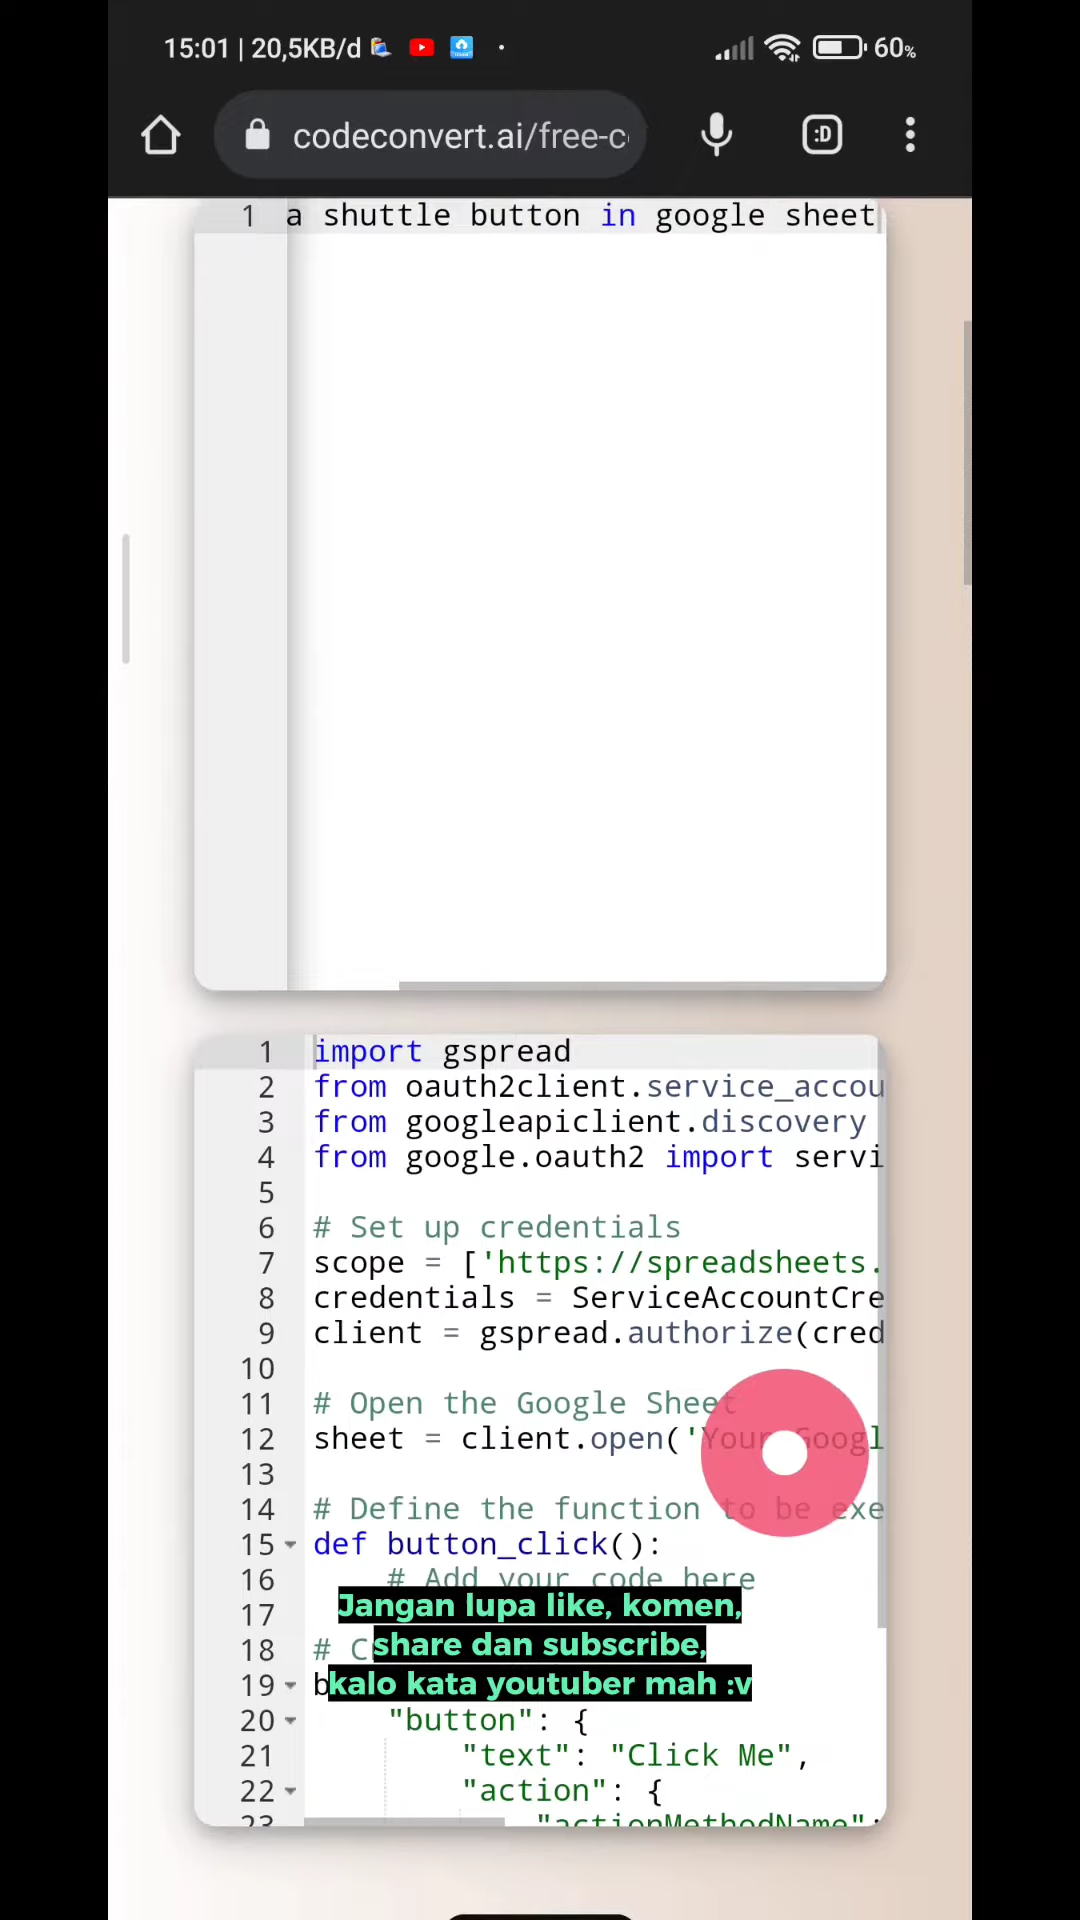 15:01 | 20,5KB/d
60%
codeconvert.ai/free-c
:D
1 a shuttle button in google sheet
1 import gspread
2 from oauth2client.service_accou
3 from googleapiclient.discovery
4 from google.oauth2 import servi
5
6 # Set up credentials
7 scope = ['https://spreadsheets.
8 credentials = ServiceAccountCre
9 client = gspread.authorize(cred
10
11 # Open the Google Sheet
12 sheet = client.open('Your Googl
13
14 # Define the function to be exe
15 def button_click():
16 # Add your code here
17
18 # C
19 b
20 "button": {
21 "text": "Click Me",
22 "action": {
23 "actionMethodName":
Jangan lupa like, komen,
share dan subscribe,
kalo kata youtuber mah :v